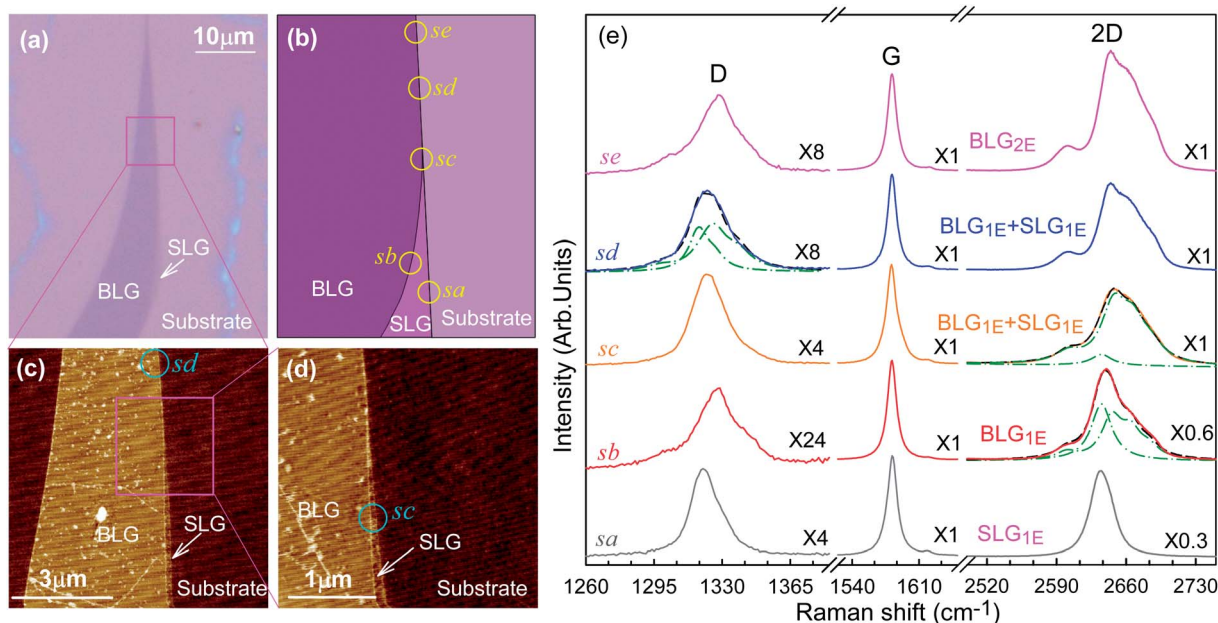 (a)
10μm
SLG
BLG
Substrate
(b)
se
sd
sc
sb
sa
BLG
SLG
Substrate
(c)
sd
BLG
SLG
3μm
Substrate
(d)
BLG
sc
SLG
1μm
Substrate
(e)
Intensity (Arb.Units)
D
G
2D
se
X8
X1
BLG2E
X1
sd
X8
X1
BLG1E+SLG1E
X1
sc
X4
X1
BLG1E+SLG1E
X1
sb
X24
X1
BLG1E
X0.6
sa
X4
X1
SLG1E
X0.3
1260 1295 1330 1365 1540 1610 2520 2590 2660 2730
Raman shift (cm-1)